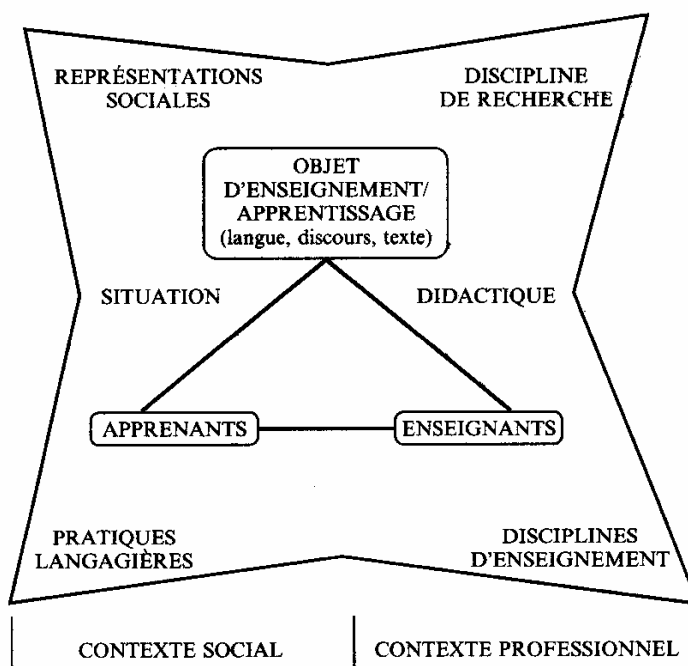 REPRÉSENTATIONS
SOCIALES
DISCIPLINE
DE RECHERCHE
OBJET
D'ENSEIGNEMENT/
APPRENTISSAGE
(langue, discours, texte)
SITUATION
DIDACTIQUE
APPRENANTS
ENSEIGNANTS
PRATIQUES
LANGAGIÈRES
DISCIPLINES
D'ENSEIGNEMENT
CONTEXTE SOCIAL
CONTEXTE PROFESSIONNEL